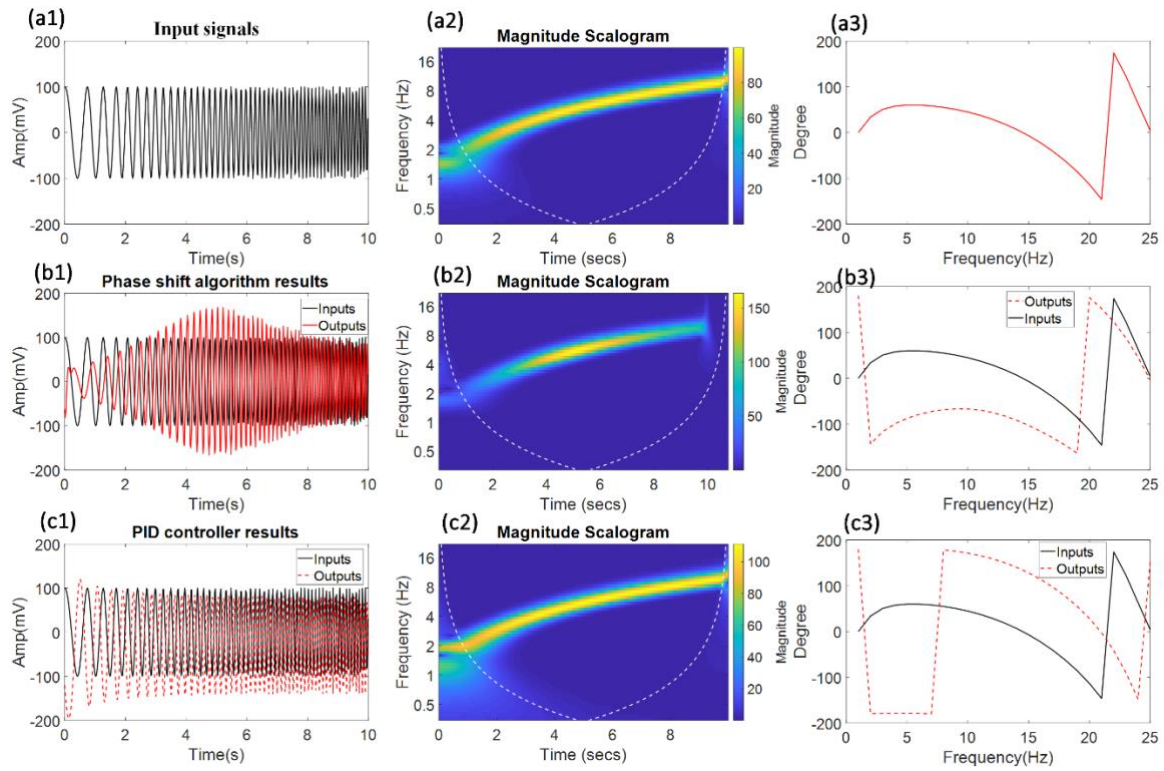 (a1)
Input signals
200
100
0
-100
-200
Amp(mV)
0 2 4 6 8 10
Time(s)
(a2)
Magnitude Scalogram
16
8
4
2
1
0.5
Frequency (Hz)
0 2 4 6 8
Time (secs)
80
60
40
20
Magnitude
(a3)
200
100
0
-100
-200
Degree
0 5 10 15 20 25
Frequency(Hz)
(b1)
Phase shift algorithm results
Inputs
Outputs
200
100
0
-100
-200
Amp(mV)
0 2 4 6 8 10
Time(s)
(b2)
Magnitude Scalogram
16
8
4
2
1
0.5
Frequency (Hz)
0 2 4 6 8 10
Time (secs)
150
100
50
Magnitude
(b3)
Outputs
Inputs
200
100
0
-100
-200
Degree
0 5 10 15 20 25
Frequency(Hz)
(c1)
PID controller results
Inputs
Outputs
200
100
0
-100
-200
Amp(mV)
0 2 4 6 8 10
Time(s)
(c2)
Magnitude Scalogram
16
8
4
2
1
0.5
Frequency (Hz)
0 2 4 6 8
Time (secs)
100
80
60
40
20
Magnitude
(c3)
Inputs
Outputs
200
100
0
-100
-200
Degree
0 5 10 15 20 25
Frequency(Hz)